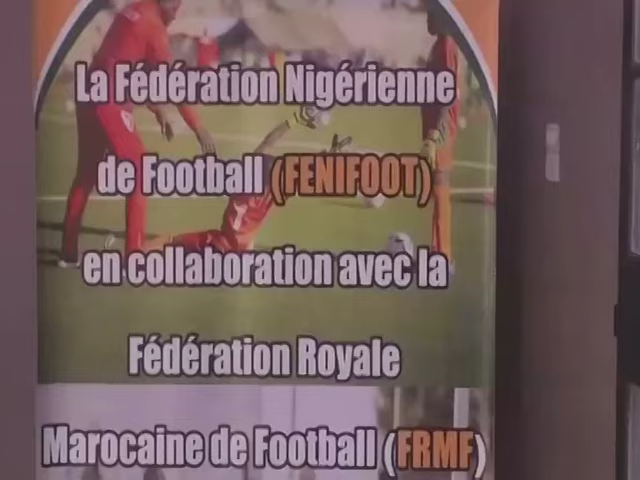 La Fédération Nigérienne
de Football (FENIFOOT)
en collaboration avec la
Fédération Royale
Marocaine de Football (FRMF)